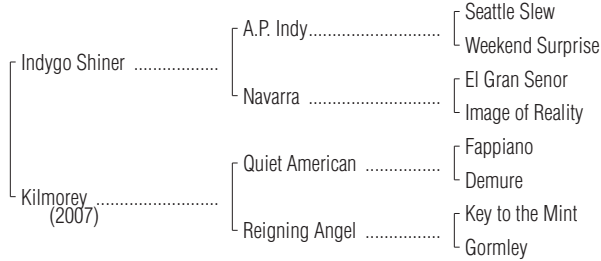 Seattle Slew
A.P. Indy..............................
Weekend Surprise
Indygo Shiner ...................
El Gran Senor
Navarra ..............................
Image of Reality
Fappiano
Quiet American .................
Demure
Kilmorey...........................
(2007)
Key to the Mint
Reigning Angel .................
Gormley